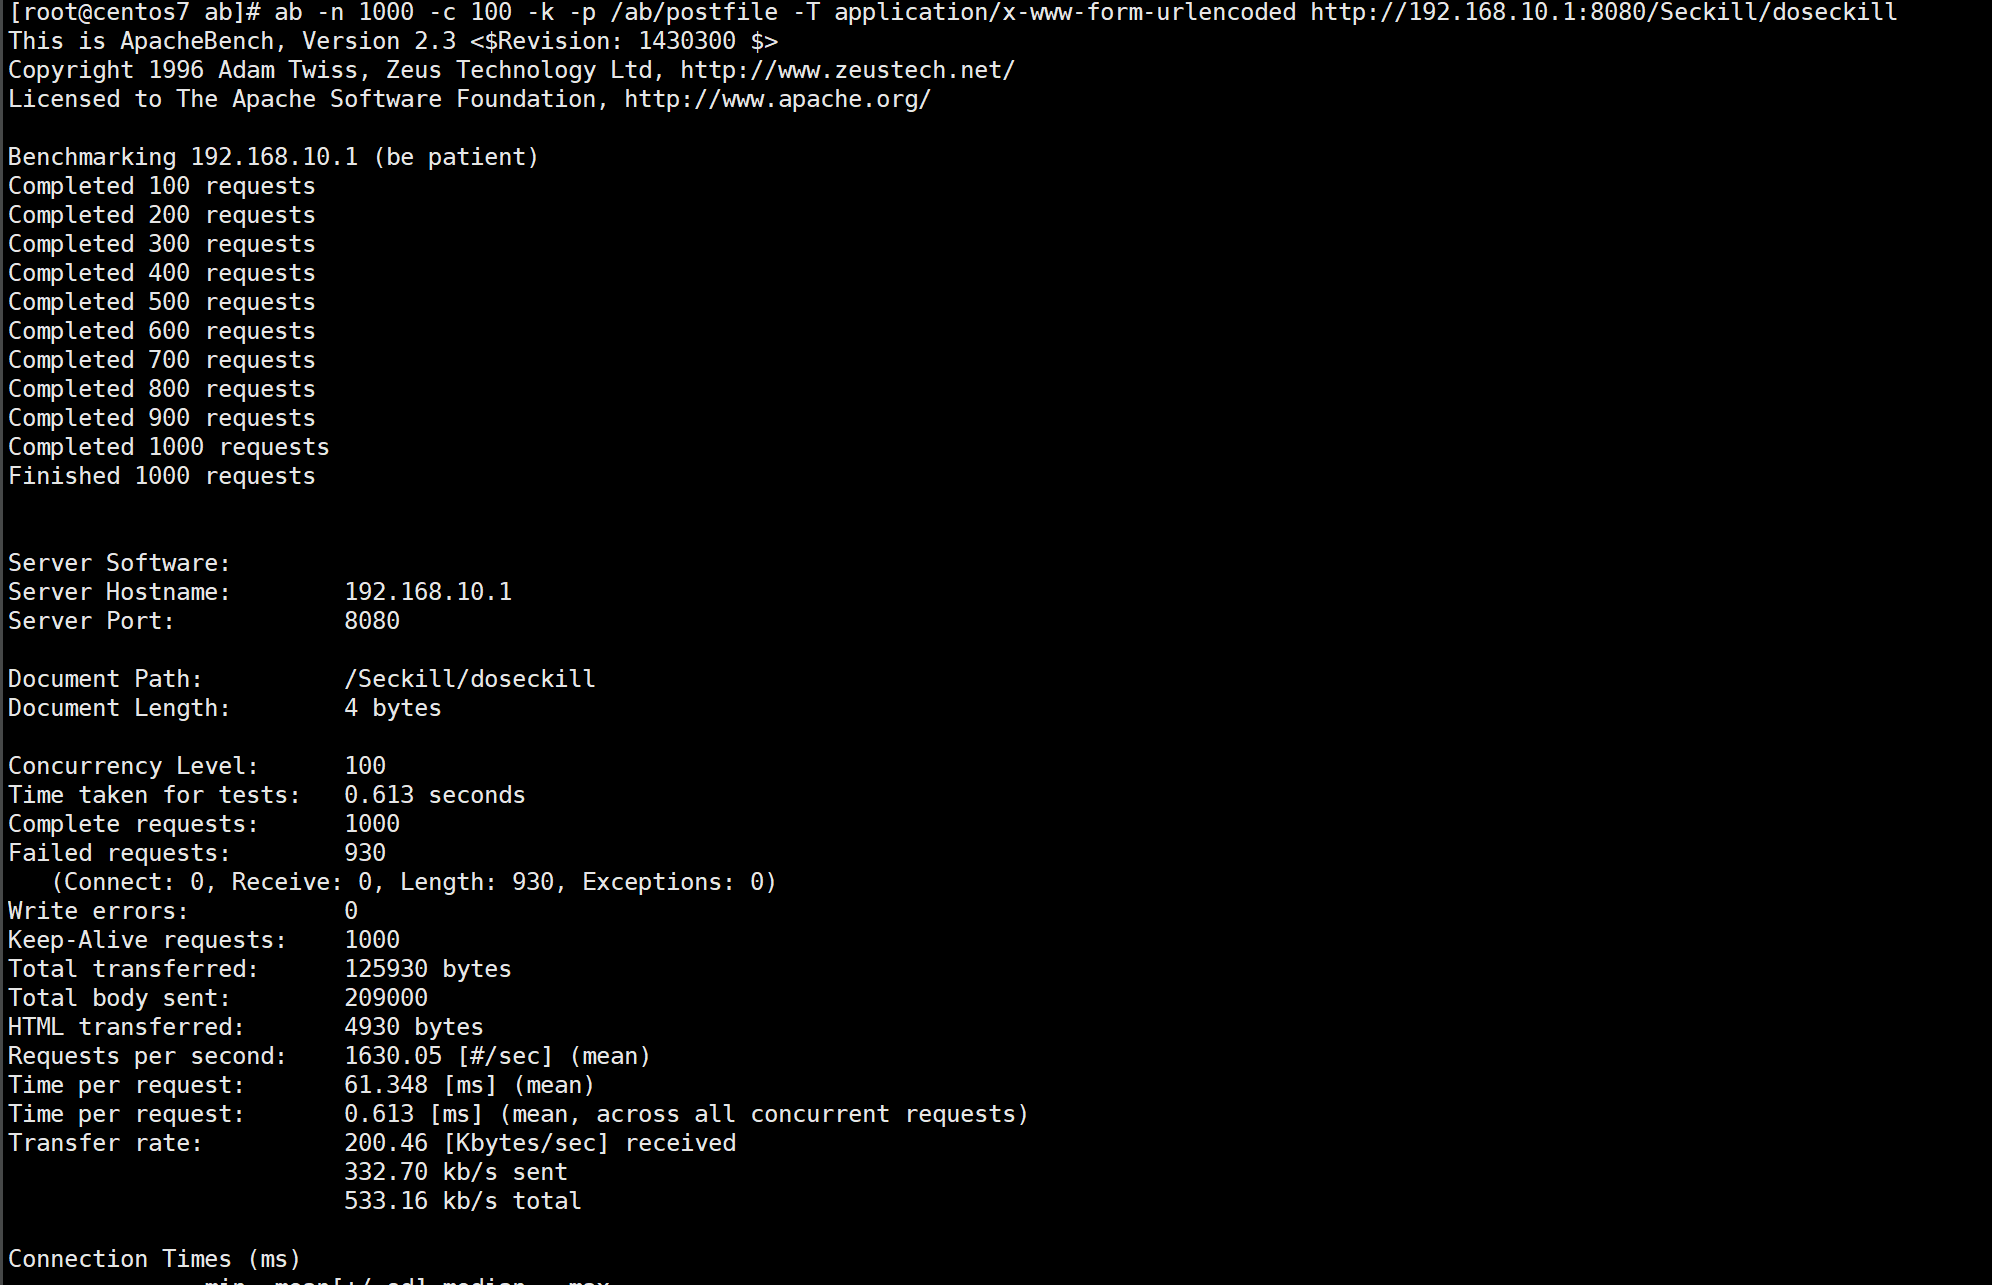 [root@centos7 ab]# ab -n 1000 -c 100 -k -p /ab/postfile -T application/x-www-form-urlencoded http://192.168.10.1:8080/Seckill/doseckill
This is ApacheBench, Version 2.3 <$Revision: 1430300 $>
Copyright 1996 Adam Twiss, Zeus Technology Ltd, http://www.zeustech.net/
Licensed to The Apache Software Foundation, http://www.apache.org/

Benchmarking 192.168.10.1 (be patient)
Completed 100 requests
Completed 200 requests
Completed 300 requests
Completed 400 requests
Completed 500 requests
Completed 600 requests
Completed 700 requests
Completed 800 requests
Completed 900 requests
Completed 1000 requests
Finished 1000 requests


Server Software:
Server Hostname:        192.168.10.1
Server Port:            8080

Document Path:          /Seckill/doseckill
Document Length:        4 bytes

Concurrency Level:      100
Time taken for tests:   0.613 seconds
Complete requests:      1000
Failed requests:        930
   (Connect: 0, Receive: 0, Length: 930, Exceptions: 0)
Write errors:           0
Keep-Alive requests:    1000
Total transferred:      125930 bytes
Total body sent:        209000
HTML transferred:       4930 bytes
Requests per second:    1630.05 [#/sec] (mean)
Time per request:       61.348 [ms] (mean)
Time per request:       0.613 [ms] (mean, across all concurrent requests)
Transfer rate:          200.46 [Kbytes/sec] received
                        332.70 kb/s sent
                        533.16 kb/s total

Connection Times (ms)
              min  mean[+/-sd] median   max